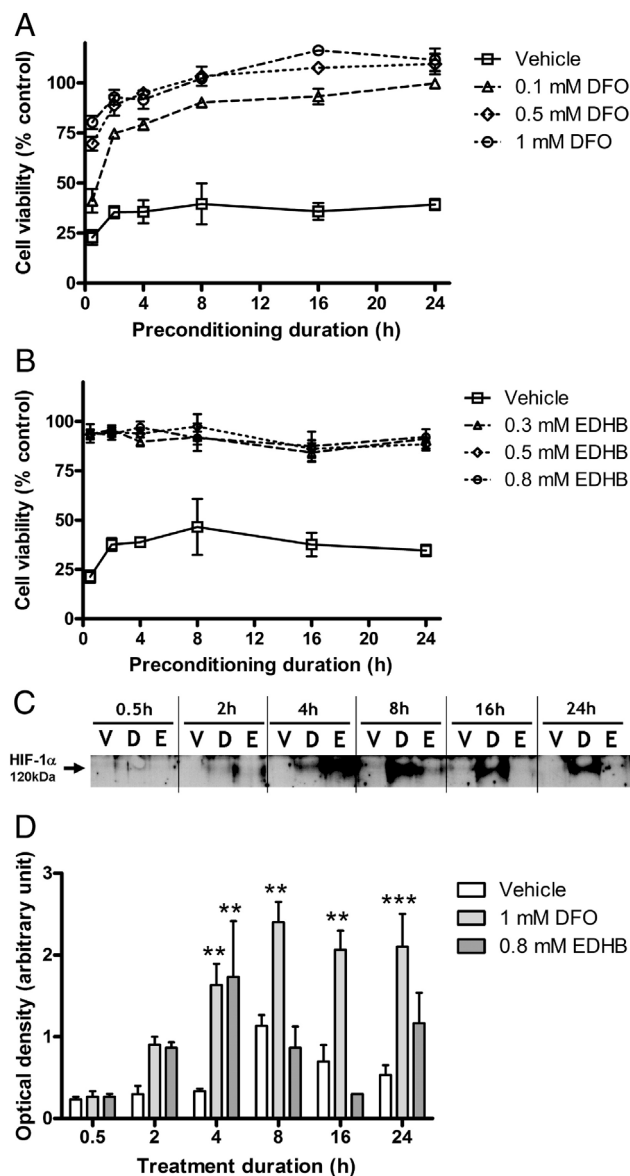 A
Cell viability (% control)
100
75
50
25
0
0 4 8 12 16 20 24
Preconditioning duration (h)
Vehicle
0.1 mM DFO
0.5 mM DFO
1 mM DFO
B
Cell viability (% control)
100
75
50
25
0
0 4 8 12 16 20 24
Preconditioning duration (h)
Vehicle
0.3 mM EDHB
0.5 mM EDHB
0.8 mM EDHB
C
0.5h 2h 4h 8h 16h 24h
V D E V D E V D E V D E V D E V D E
HIF-1α
120kDa
D
Optical density (arbitrary unit)
3
2
1
0
** ** ** ** ***
0.5 2 4 8 16 24
Treatment duration (h)
Vehicle
1 mM DFO
0.8 mM EDHB